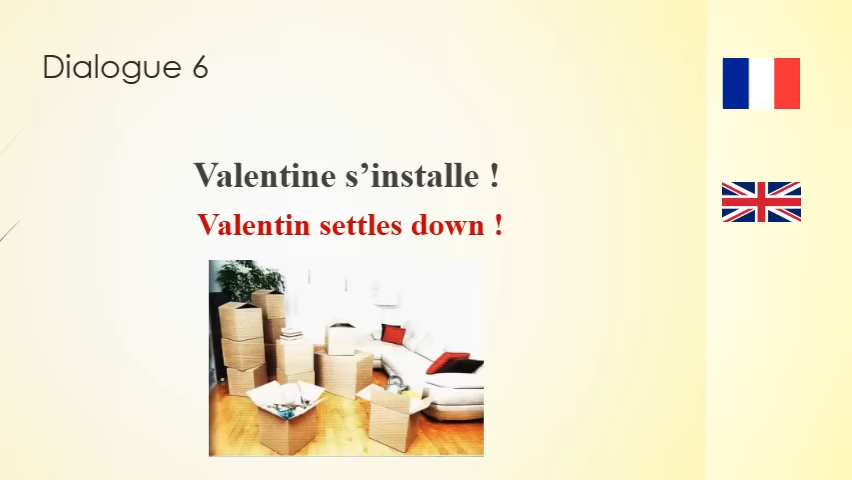 Dialogue 6
Valentine s’installe !
Valentin settles down !